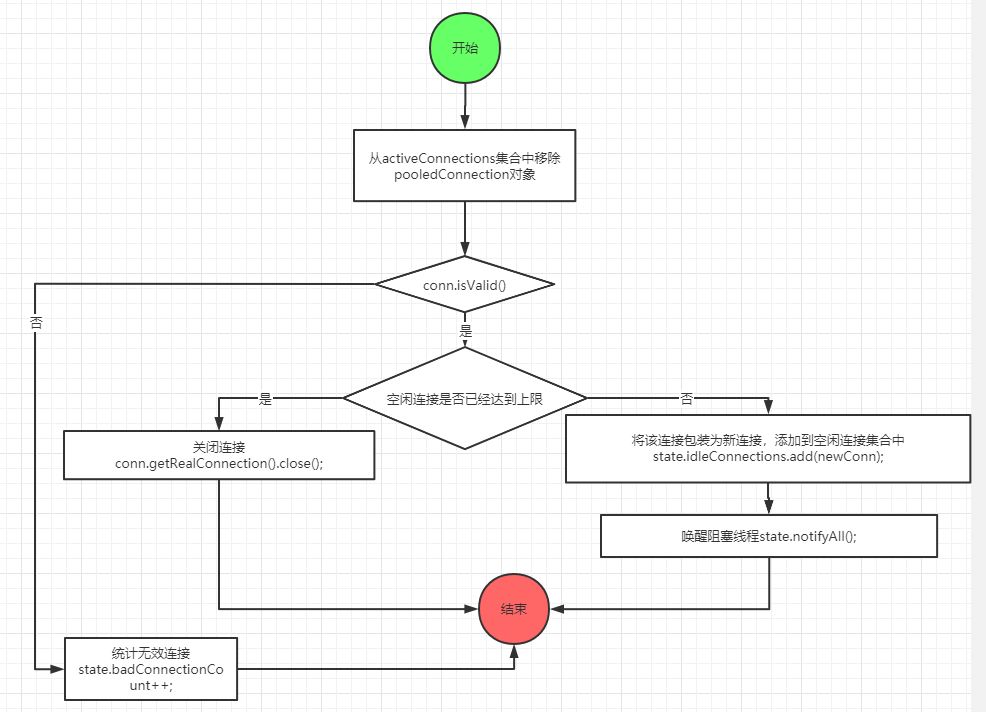 开始
从activeConnections集合中移除
pooledConnection对象
conn.isValid()
否
是
空闲连接是否已经达到上限
是
否
关闭连接
conn.getRealConnection().close();
将该连接包装为新连接，添加到空闲连接集合中
state.idleConnections.add(newConn);
唤醒阻塞线程state.notifyAll();
结束
统计无效连接
state.badConnectionCo
unt++;